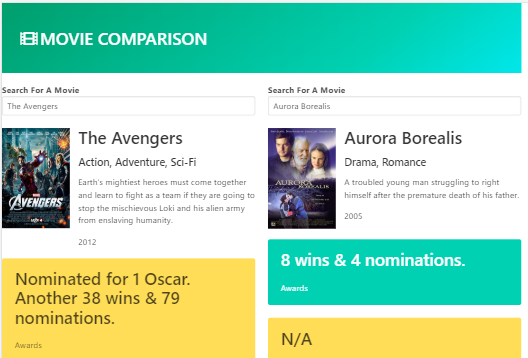 MOVIE COMPARISON
Search For A Movie
The Avengers
AVENGERS
The Avengers
Action, Adventure, Sci-Fi
Earth's mightiest heroes must come together
and learn to fight as a team if they are going to
stop the mischievous Loki and his alien army
from enslaving humanity.
2012
Nominated for 1 Oscar.
Another 38 wins & 79
nominations.
Awards
Search For A Movie
Aurora Borealis
AURORA
BOREALIS
Aurora Borealis
Drama, Romance
A troubled young man struggling to right
himself after the premature death of his father.
2005
8 wins & 4 nominations.
Awards
N/A